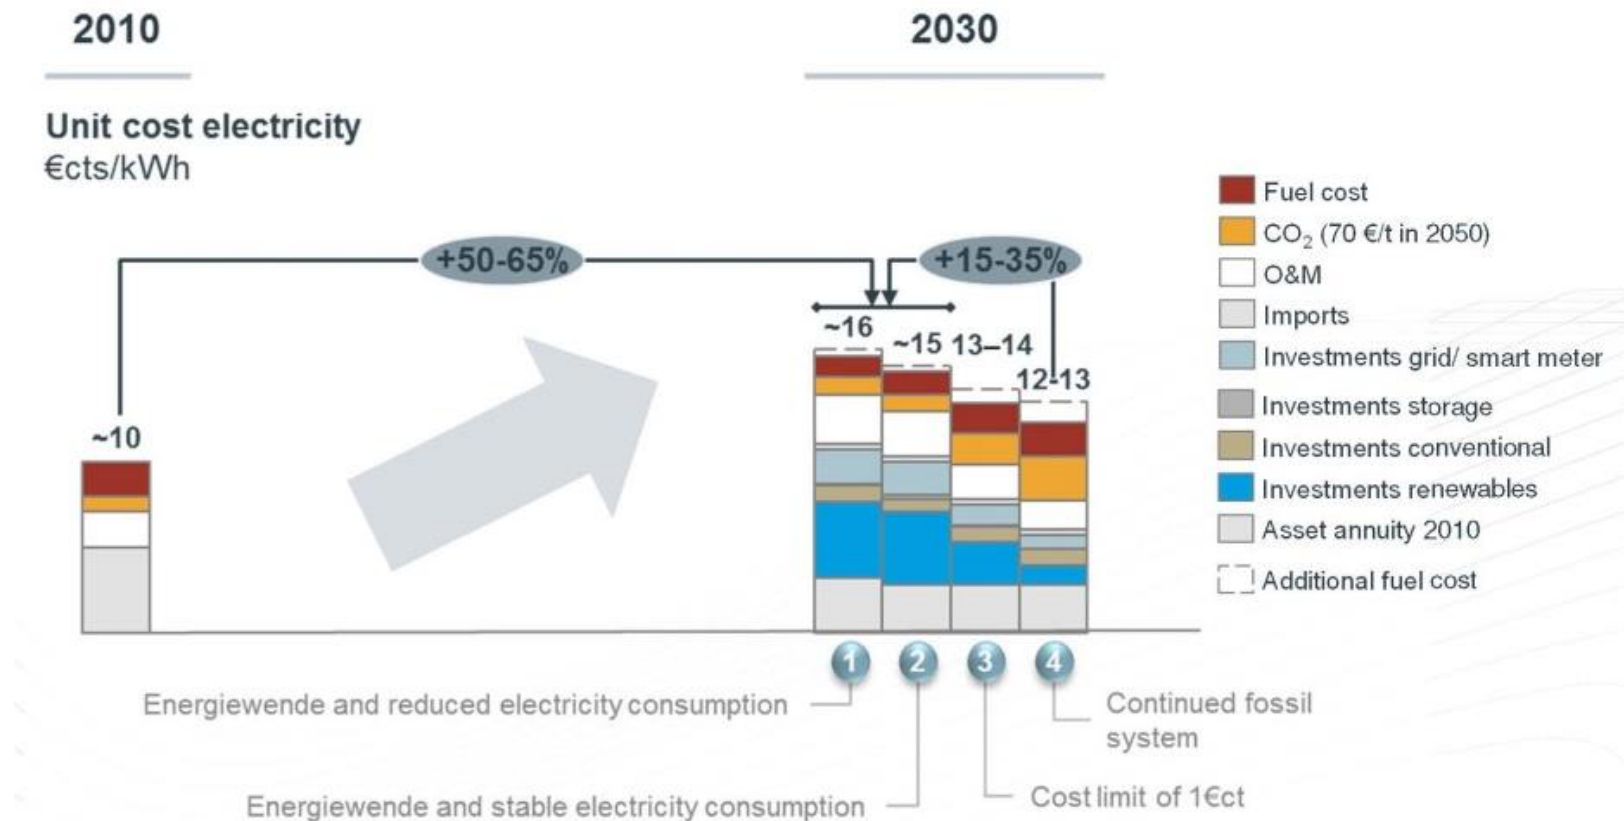 2010
2030
Unit cost electricity
€cts/kWh
+50-65%
+15-35%
~16
~15
13–14
12-13
~10
Fuel cost
CO₂ (70 €/t in 2050)
O&M
Imports
Investments grid/ smart meter
Investments storage
Investments conventional
Investments renewables
Asset annuity 2010
Additional fuel cost
1
2
3
4
Energiewende and reduced electricity consumption
Continued fossil
system
Energiewende and stable electricity consumption
Cost limit of 1€ct